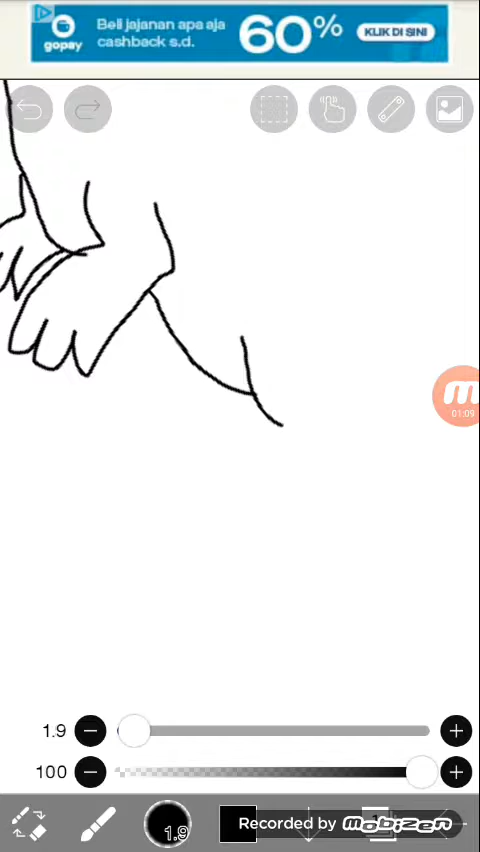 gopay
Beli jajanan apa aja
cashback s.d.
60%
KLIK DI SINI
01:09
1.9
100
1.9
Recorded by mobizen